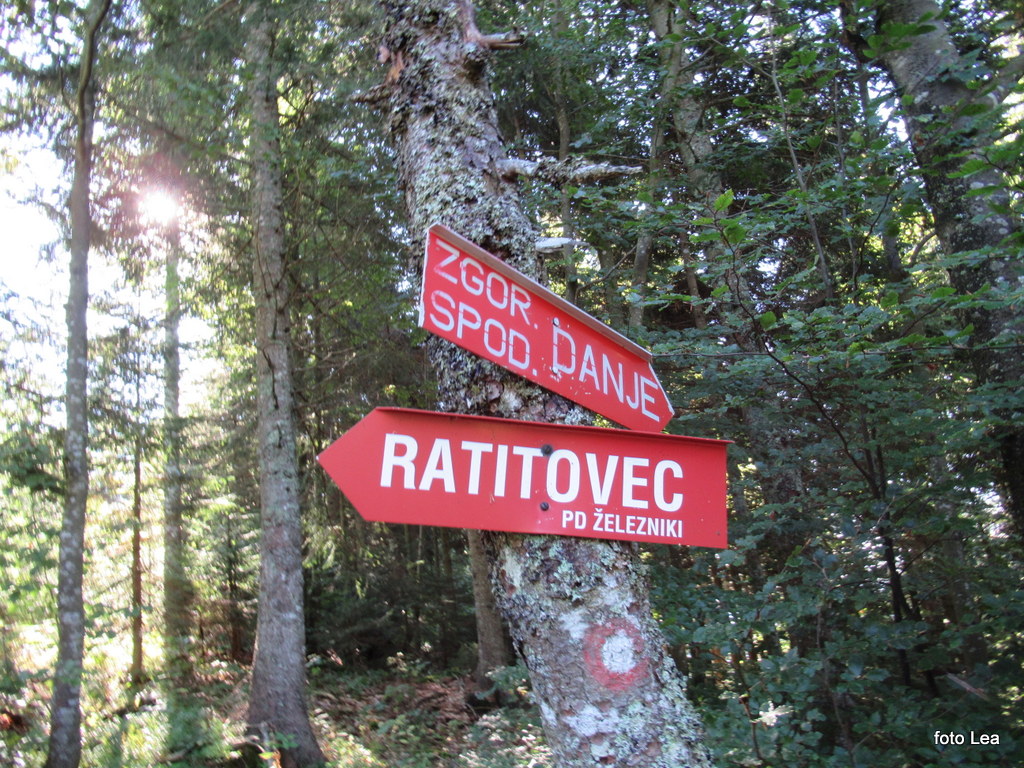 ZGOR.
SPOD. DANJE
RATITOVEC
PD ŽELEZNIKI
foto Lea